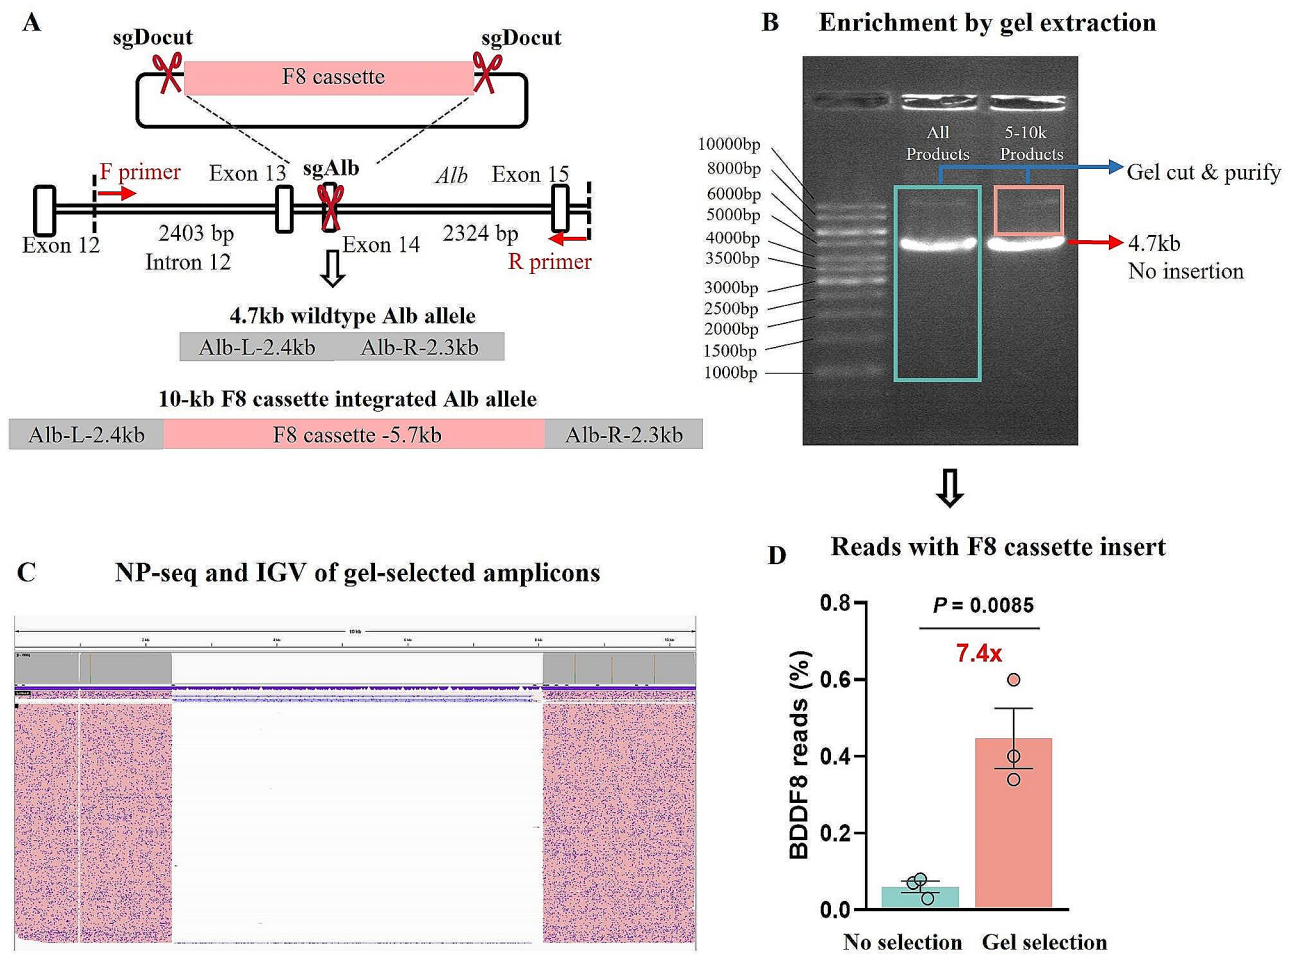 A
sgDocut
sgDocut
F8 cassette
sgAlb
F primer
Exon 13
Alb
Exon 15
Exon 12
2403 bp
Intron 12
Exon 14
2324 bp
R primer
4.7kb wildtype Alb allele
Alb-L-2.4kb
Alb-R-2.3kb
10-kb F8 cassette integrated Alb allele
Alb-L-2.4kb
F8 cassette -5.7kb
Alb-R-2.3kb
B
Enrichment by gel extraction
All
Products
5-10k
Products
10000bp
8000bp
6000bp
5000bp
4000bp
3500bp
3000bp
2500bp
2000bp
1500bp
1000bp
Gel cut & purify
4.7kb
No insertion
C
NP-seq and IGV of gel-selected amplicons
10 kb
D
Reads with F8 cassette insert
P = 0.0085
7.4x
BDDF8 reads (%)
0.8
0.6
0.4
0.2
0.0
No selection
Gel selection